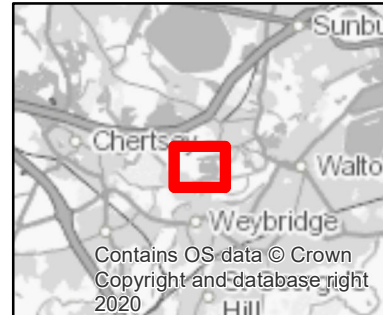 Sunbu
Chertsey
Walto
Weybridge
Contains OS data © Crown
Copyright and database right
2020
Hill